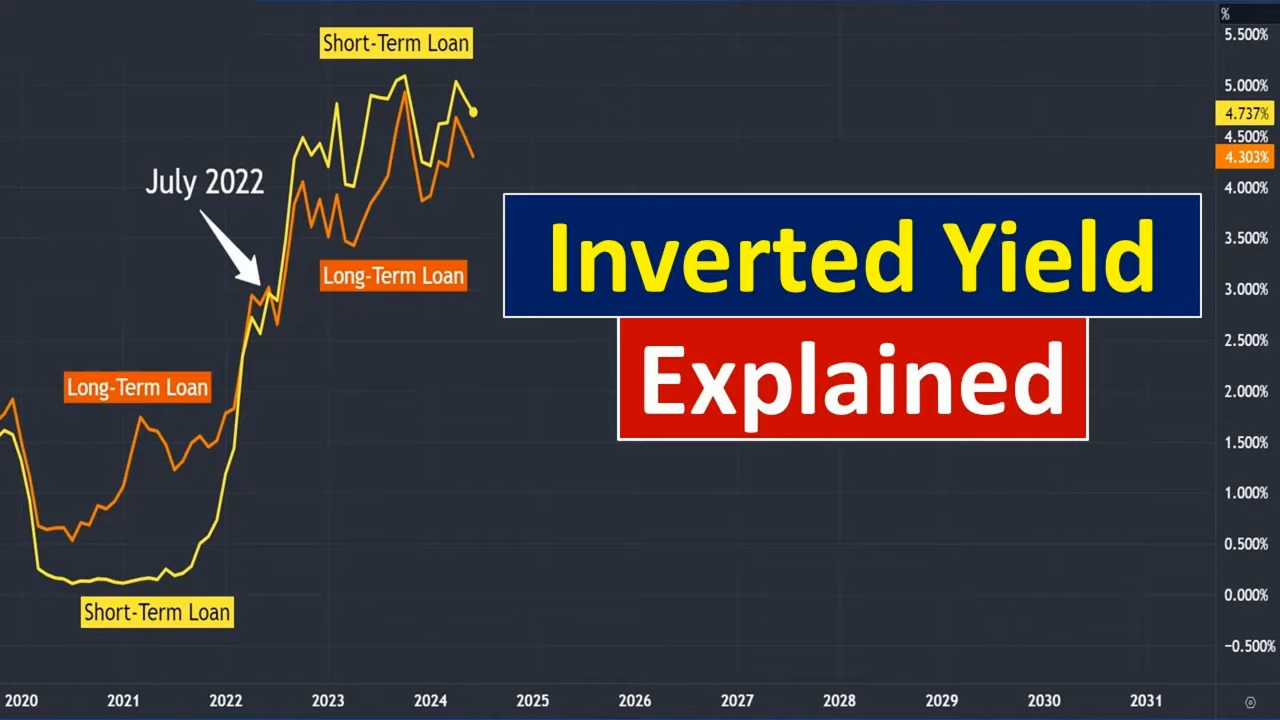 %
Short-Term Loan
5.500%
5.000%
4.737%
4.500%
4.303%
July 2022
4.000%
Inverted Yield
3.500%
Long-Term Loan
3.000%
2.500%
Explained
Long-Term Loan
2.000%
1.500%
1.000%
0.500%
0.000%
Short-Term Loan
−0.500%
2020 2021 2022 2023 2024 2025 2026 2027 2028 2029 2030 2031